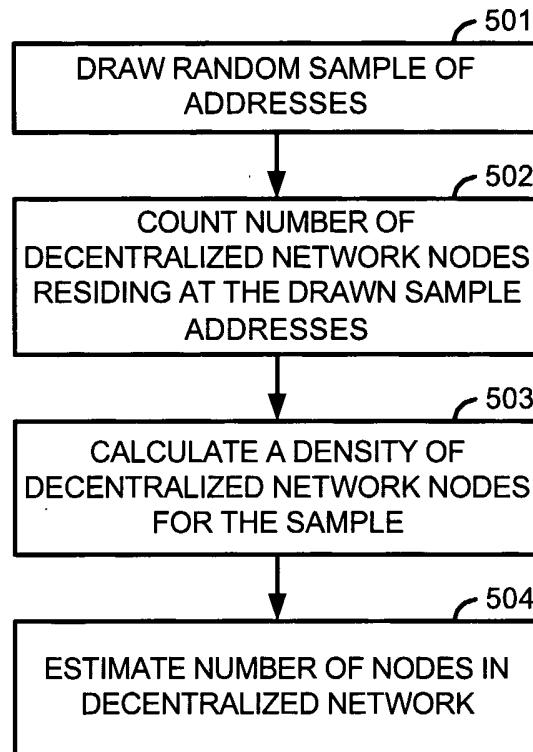 501
DRAW RANDOM SAMPLE OF
ADDRESSES
502
COUNT NUMBER OF
DECENTRALIZED NETWORK NODES
RESIDING AT THE DRAWN SAMPLE
ADDRESSES
503
CALCULATE A DENSITY OF
DECENTRALIZED NETWORK NODES
FOR THE SAMPLE
504
ESTIMATE NUMBER OF NODES IN
DECENTRALIZED NETWORK